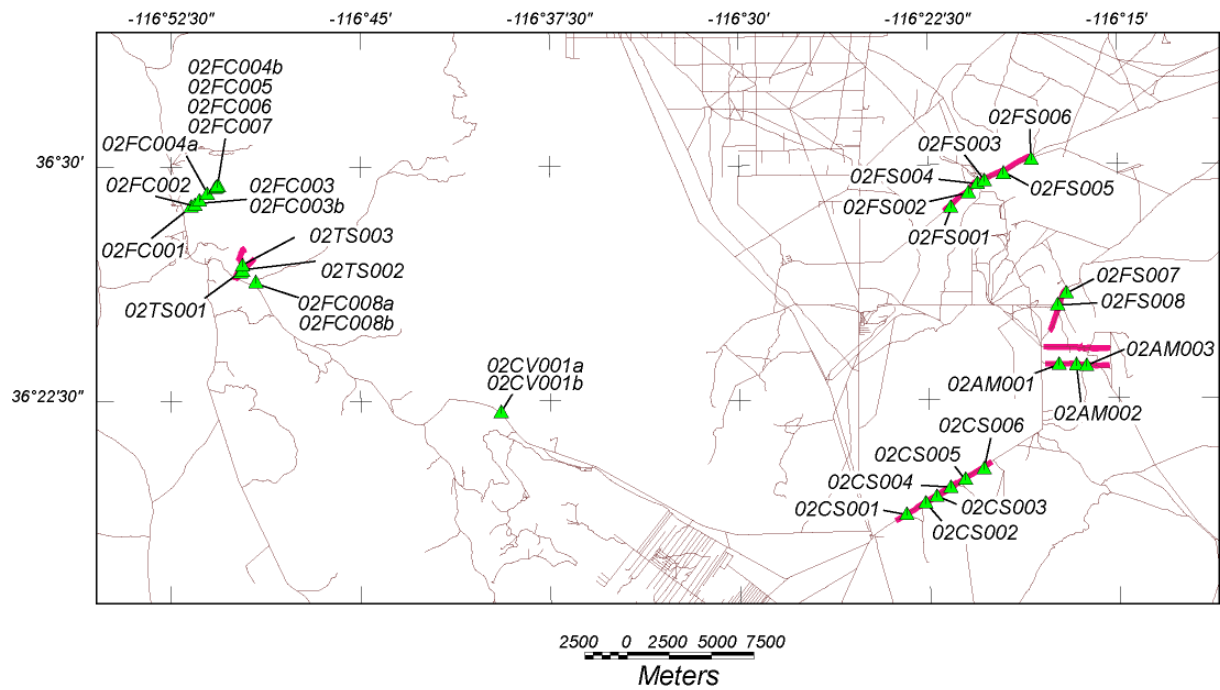 -116°52'30" -116°45' -116°37'30" -116°30' -116°22'30" -116°15'
02FC004b
02FC005
02FC006
02FC007
02FC004a
36°30'
02FC002
02FC003
02FC003b
02FC001
02TS003
02TS002
02TS001
02FC008a
02FC008b
02FS006
02FS003
02FS004
02FS005
02FS002
02FS001
02FS007
02FS008
02AM003
02AM001
02AM002
36°22'30"
02CV001a
02CV001b
02CS006
02CS005
02CS004
02CS003
02CS001
02CS002
2500 0 2500 5000 7500
Meters